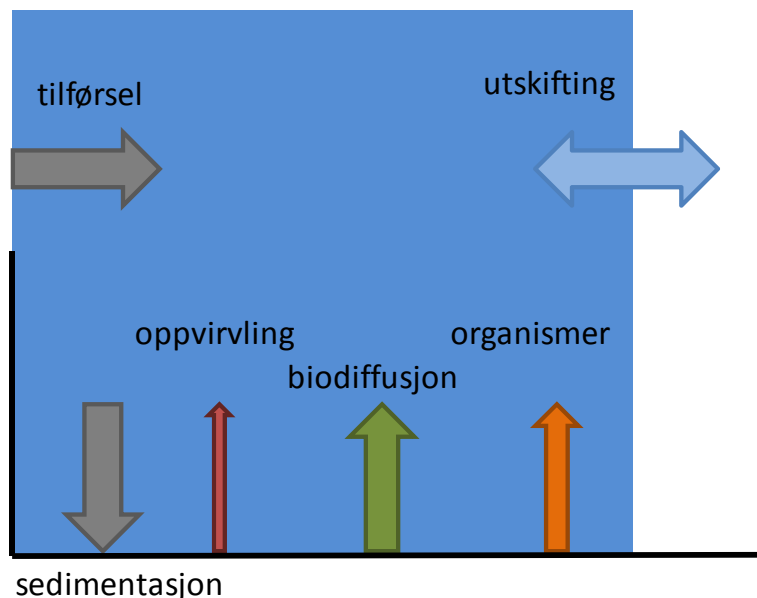 tilførsel
utskifting
oppvirvling
organismer
biodiffusjon
sedimentasjon